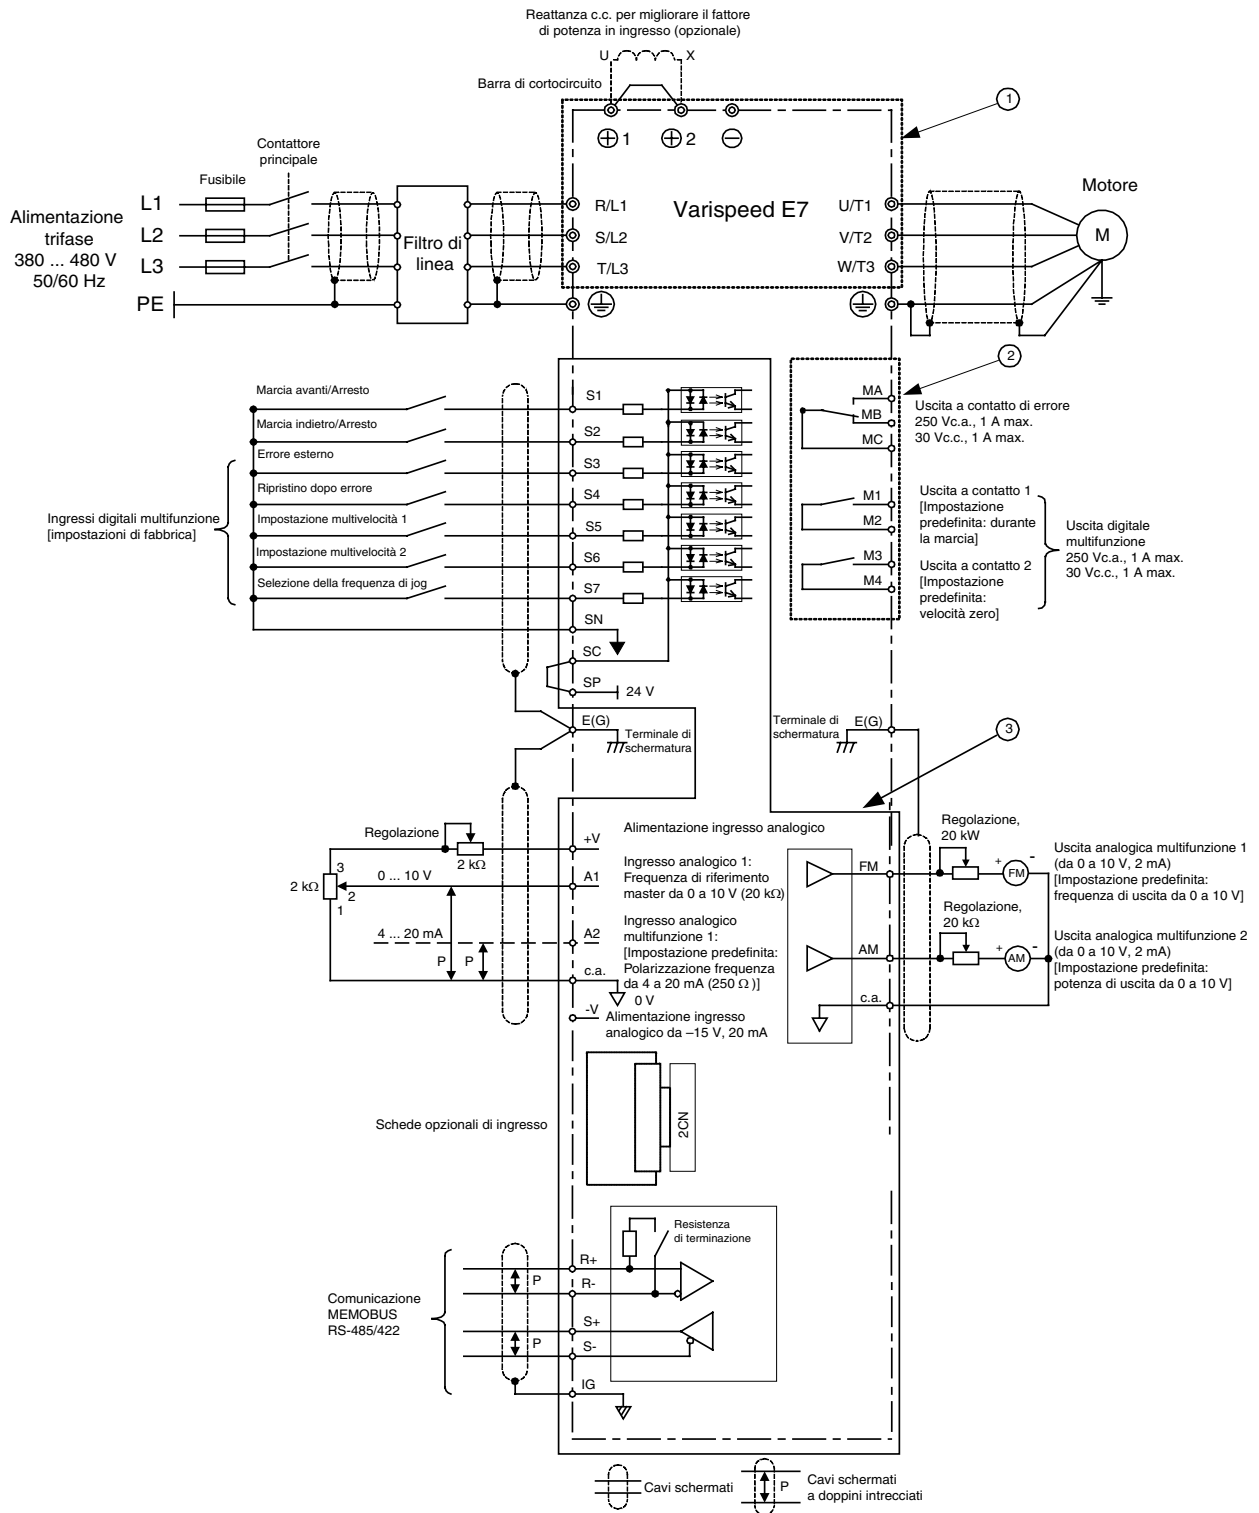 Reattanza c.c. per migliorare il fattore
di potenza in ingresso (opzionale)
U
X
Barra di cortocircuito
1
1
2
Contattore
principale
Fusibile
L1
L2
L3
PE
Alimentazione
trifase
380 ... 480 V
50/60 Hz
Filtro di
linea
R/L1
S/L2
T/L3
Varispeed E7
U/T1
V/T2
W/T3
Motore
M
2
Marcia avanti/Arresto
S1
Marcia indietro/Arresto
S2
Errore esterno
S3
Ripristino dopo errore
S4
Ingressi digitali multifunzione
[impostazioni di fabbrica]
Impostazione multivelocità 1
S5
Impostazione multivelocità 2
S6
Selezione della frequenza di jog
S7
SN
SC
SP
24 V
MA
MB
MC
Uscita a contatto di errore
250 Vc.a., 1 A max.
30 Vc.c., 1 A max.
M1
M2
Uscita a contatto 1
[Impostazione
predefinita: durante
la marcia]
M3
M4
Uscita a contatto 2
[Impostazione
predefinita:
velocità zero]
Uscita digitale
multifunzione
250 Vc.a., 1 A max.
30 Vc.c., 1 A max.
E(G)
Terminale di
schermatura
Terminale di
schermatura
E(G)
3
Regolazione
2 kΩ
+V
Alimentazione ingresso analogico
3
2 kΩ
2
1
0 ... 10 V
A1
Ingresso analogico 1:
Frequenza di riferimento
master da 0 a 10 V (20 kΩ)
4 ... 20 mA
P
P
A2
Ingresso analogico
multifunzione 1:
[Impostazione predefinita:
Polarizzazione frequenza
da 4 a 20 mA (250 Ω )]
c.a.
0 V
-V
Alimentazione ingresso
analogico da –15 V, 20 mA
Regolazione,
20 kW
FM
+
FM
-
Uscita analogica multifunzione 1
(da 0 a 10 V, 2 mA)
[Impostazione predefinita:
frequenza di uscita da 0 a 10 V]
Regolazione,
20 kΩ
AM
+
AM
-
Uscita analogica multifunzione 2
(da 0 a 10 V, 2 mA)
[Impostazione predefinita:
potenza di uscita da 0 a 10 V]
c.a.
Schede opzionali di ingresso
2CN
Resistenza
di terminazione
Comunicazione
MEMOBUS
RS-485/422
P
R+
R-
P
S+
S-
IG
Cavi schermati
P
Cavi schermati
a doppini intrecciati